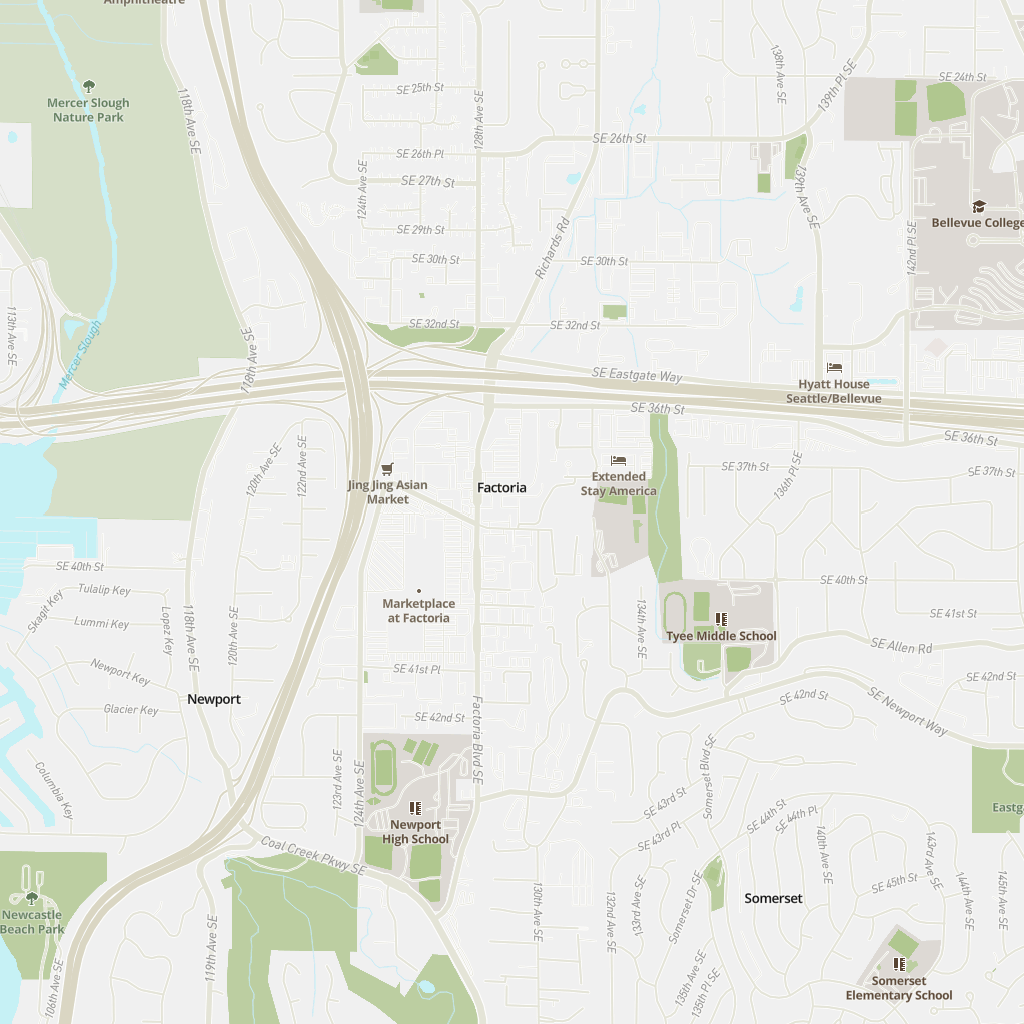 Amphitheatre
Mercer Slough
Nature Park
118th Ave SE
SE 25th St
128th Ave SE
138th Ave SE
139th Pl SE
SE 24th St
SE 26th St
SE 26th Pl
SE 27th St
124th Ave SE
139th Ave SE
Bellevue College
142nd Pl SE
SE 29th St
SE 30th St
Richards Rd
SE 30th St
113th Ave SE
SE 32nd St
SE 32nd St
118th Ave SE
Mercer Slough
SE Eastgate Way
Hyatt House
Seattle/Bellevue
SE 36th St
SE 36th St
120th Ave SE
122nd Ave SE
Jing Jing Asian
Market
Factoria
Extended
Stay America
SE 37th St
136th Pl SE
SE 37th St
SE 40th St
Tulalip Key
Skagit Key
Lummi Key
Lopez Key
118th Ave SE
120th Ave SE
Marketplace
at Factoria
SE 40th St
134th Ave SE
Tyee Middle School
SE 41st St
SE Allen Rd
Newport Key
SE 41st Pl
SE 42nd St
Newport
Glacier Key
SE 42nd St
Factoria Blvd SE
SE 42nd St
SE Newport Way
Columbia Key
123rd Ave SE
124th Ave SE
Somerset Blvd SE
SE 43rd St
SE 43rd Pl
SE 44th St
SE 44th Pl
Eastg
Newport
High School
Coal Creek Pkwy SE
140th Ave SE
143rd Ave SE
SE 45th St
144th Ave SE
145th Ave SE
Newcastle
Beach Park
119th Ave SE
106th Ave SE
130th Ave SE
132nd Ave SE
133rd Ave SE
Somerset Dr SE
Somerset
135th Ave SE
135th Pl SE
Somerset
Elementary School